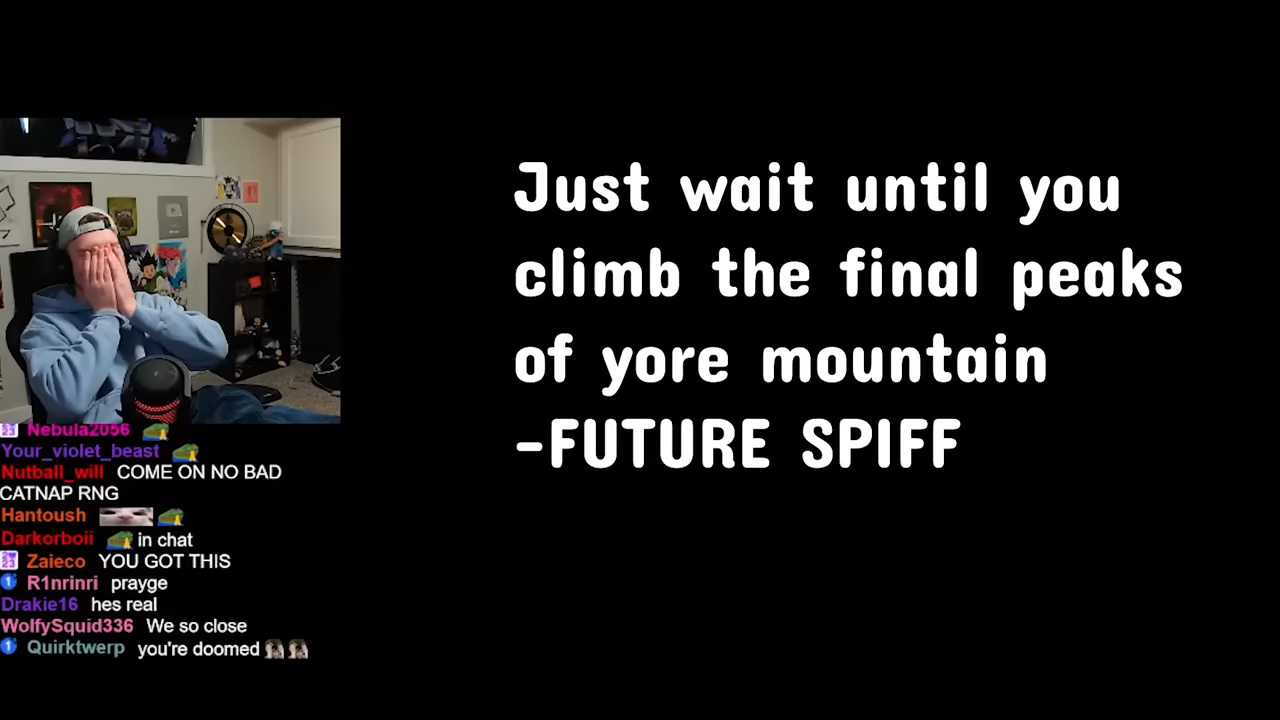 Just wait until you
climb the final peaks
of yore mountain
-FUTURE SPIFF
Nebula2056
Your_violet_beast
Nutball_will COME ON NO BAD
CATNAP RNG
Hantoush
Darkorboii in chat
Zaieco YOU GOT THIS
R1nrinri prayge
Drakie16 hes real
WolfySquid336 We so close
Quirktwerp you're doomed